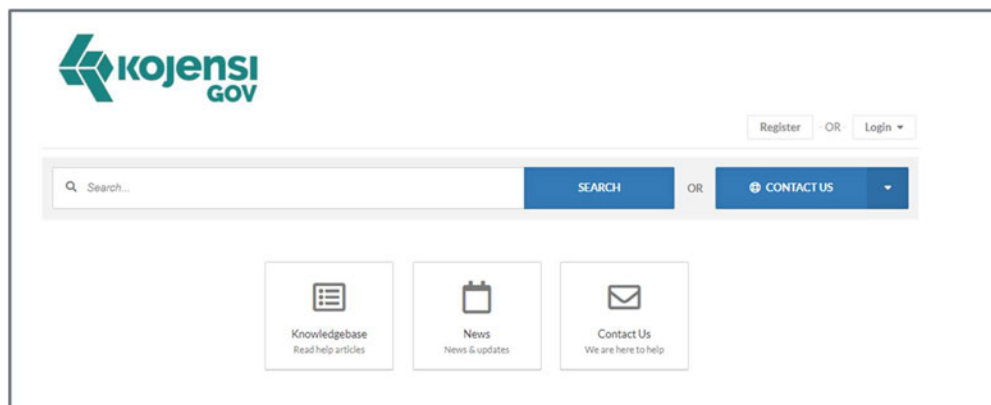 KOJENSI
GOV
Register - OR - Login
Search...
SEARCH
OR
CONTACT US
Knowledgebase
Read help articles
News
News & updates
Contact Us
We are here to help